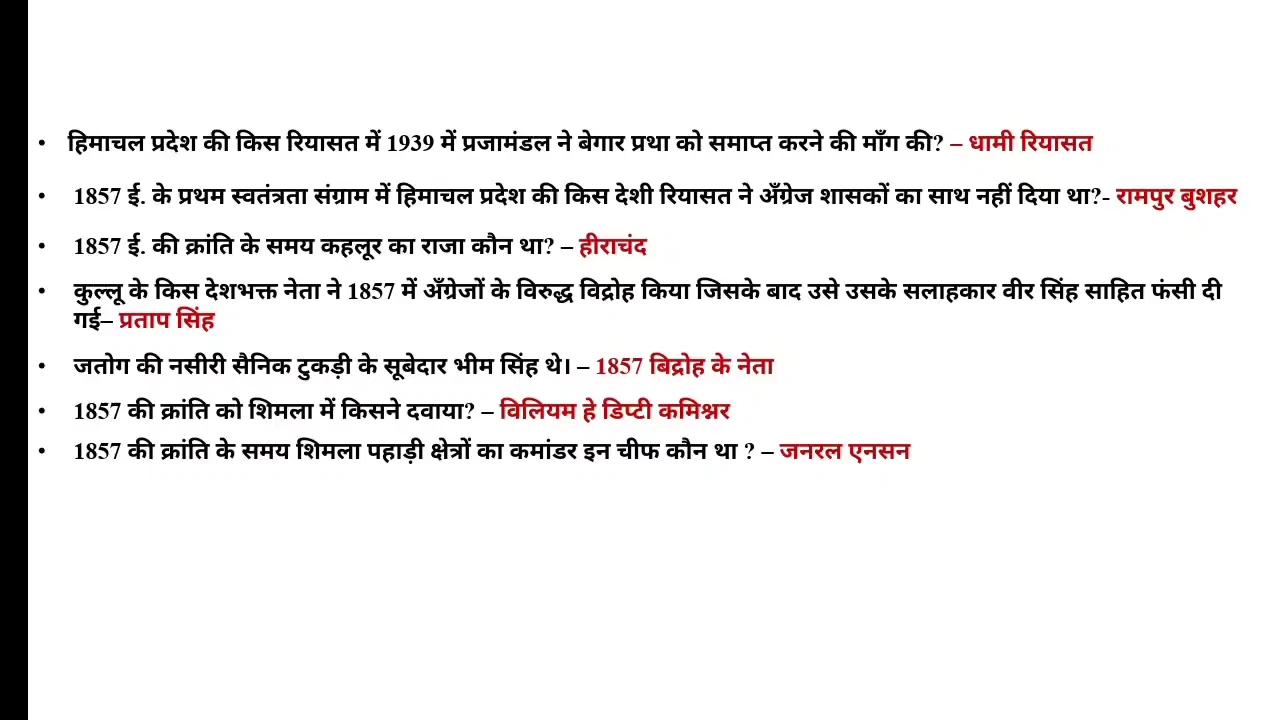 • हिमाचल प्रदेश की किस रियासत में 1939 में प्रजामंडल ने बेगार प्रथा को समाप्त करने की माँग की? – धामी रियासत
• 1857 ई. के प्रथम स्वतंत्रता संग्राम में हिमाचल प्रदेश की किस देशी रियासत ने अँग्रेज शासकों का साथ नहीं दिया था?- रामपुर बुशहर
• 1857 ई. की क्रांति के समय कहलूर का राजा कौन था? – हीराचंद
• कुल्लू के किस देशभक्त नेता ने 1857 में अँग्रेजों के विरुद्ध विद्रोह किया जिसके बाद उसे उसके सलाहकार वीर सिंह साहित फंसी दी
गई– प्रताप सिंह
• जतोग की नसीरी सैनिक टुकड़ी के सूबेदार भीम सिंह थे। – 1857 बिद्रोह के नेता
• 1857 की क्रांति को शिमला में किसने दवाया? – विलियम हे डिप्टी कमिश्नर
• 1857 की क्रांति के समय शिमला पहाड़ी क्षेत्रों का कमांडर इन चीफ कौन था ? – जनरल एनसन